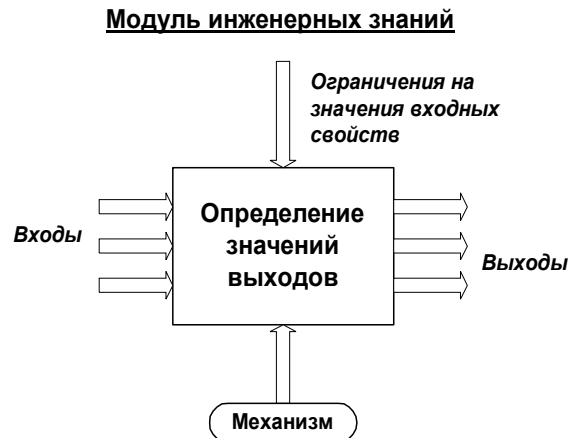 Модуль инженерных знаний
Ограничения на
значения входных
свойств
Определение
значений
выходов
Входы
Выходы
Механизм